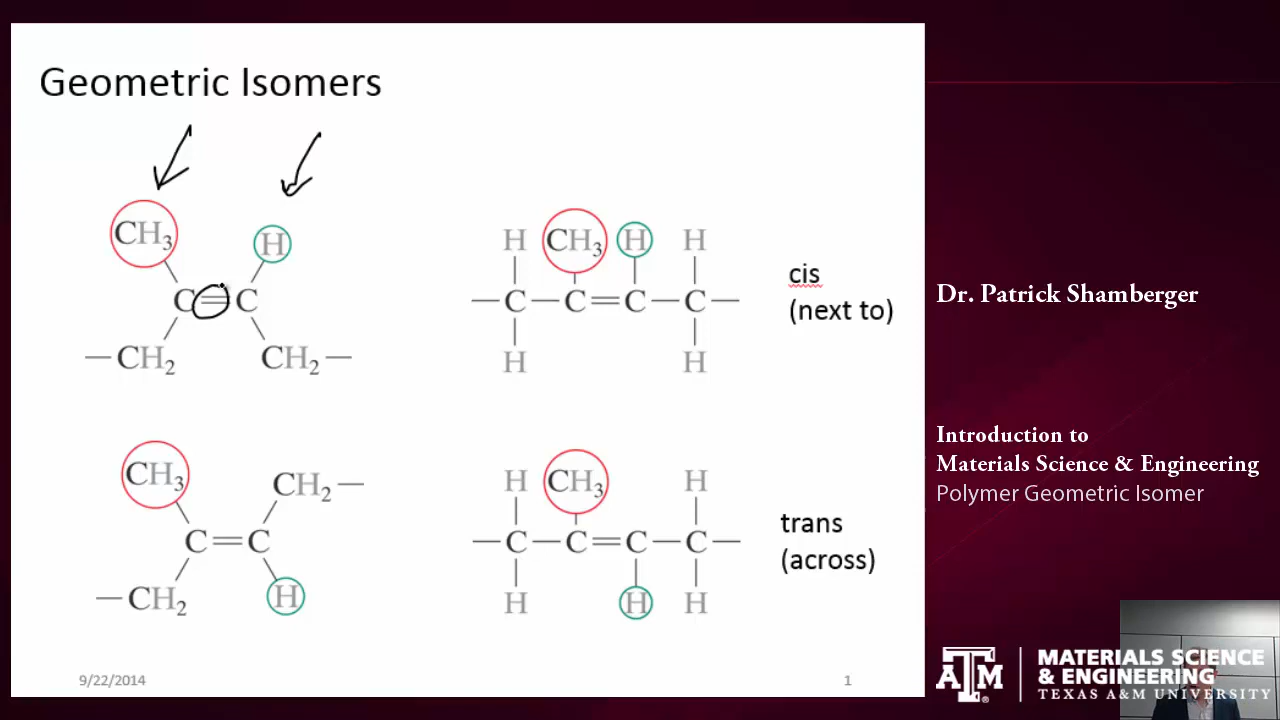 Geometric Isomers
CH₃ H
C=C
—CH₂ CH₂—
H CH₃ H H
—C—C=C—C—
H H
cis
(next to)
CH₃ CH₂—
C=C
—CH₂ H
H CH₃ H
—C—C=C—C—
H H H
trans
(across)
9/22/2014
1
Dr. Patrick Shamberger
Introduction to
Materials Science & Engineering
Polymer Geometric Isomer
ATM®
MATERIALS SCIENCE
& ENGINEERING
TEXAS A&M UNIVERSITY